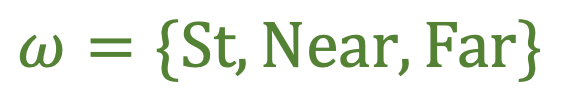 ω = {St, Near, Far}